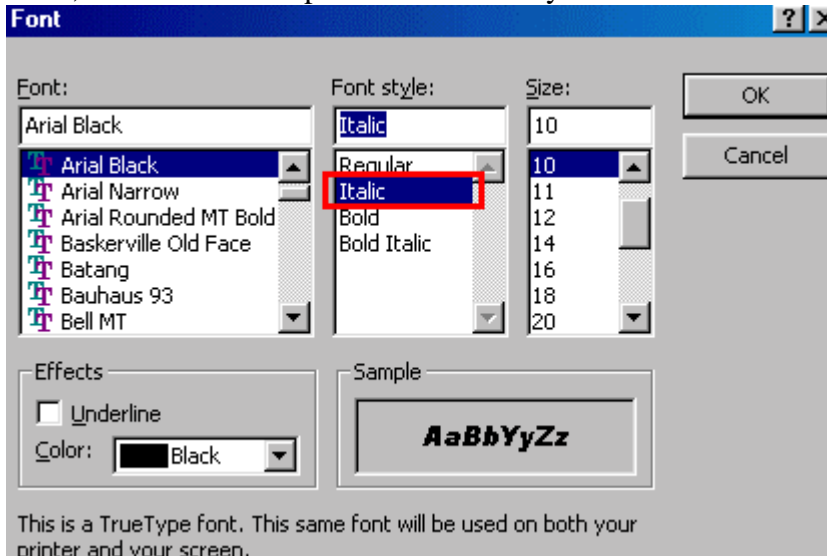 Font
Font:
Font style:
Size:
OK
Arial Black
Italic
10
Cancel
Arial Black
Regular
10
Arial Narrow
Italic
11
Arial Rounded MT Bold
Bold
12
Baskerville Old Face
Bold Italic
14
Batang
16
Bauhaus 93
18
Bell MT
20
Effects
Sample
Underline
AaBbYyZz
Color:
Black
This is a TrueType font. This same font will be used on both your
printer and your screen.